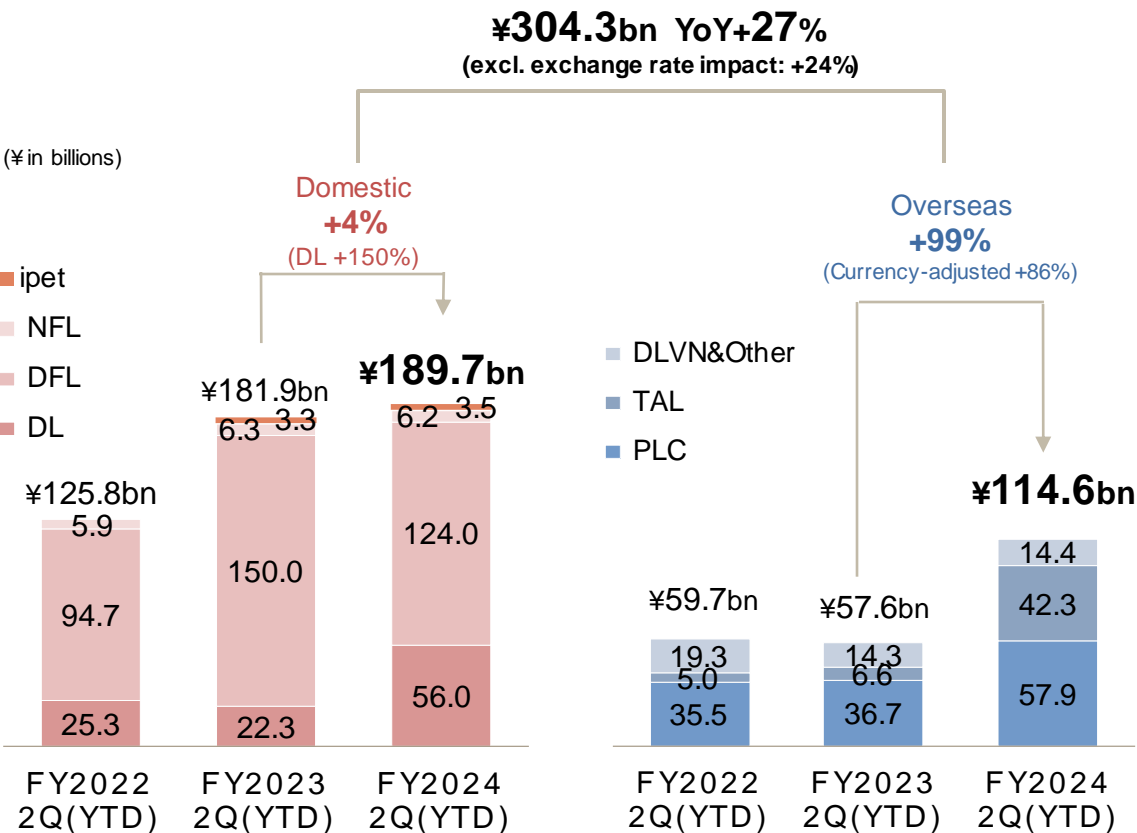 ¥304.3bn YoY+27%
(excl. exchange rate impact: +24%)
(¥ in billions)
Domestic
+4%
(DL +150%)
ipet
NFL
DFL
DL
¥125.8bn
5.9
94.7
25.3
¥181.9bn
6.3 3.3
150.0
22.3
¥189.7bn
6.2 3.5
124.0
56.0
FY2022
2Q(YTD)
FY2023
2Q(YTD)
FY2024
2Q(YTD)
Overseas
+99%
(Currency-adjusted +86%)
DLVN&Other
TAL
PLC
¥59.7bn
19.3
5.0
35.5
¥57.6bn
14.3
6.6
36.7
¥114.6bn
14.4
42.3
57.9
FY2022
2Q(YTD)
FY2023
2Q(YTD)
FY2024
2Q(YTD)